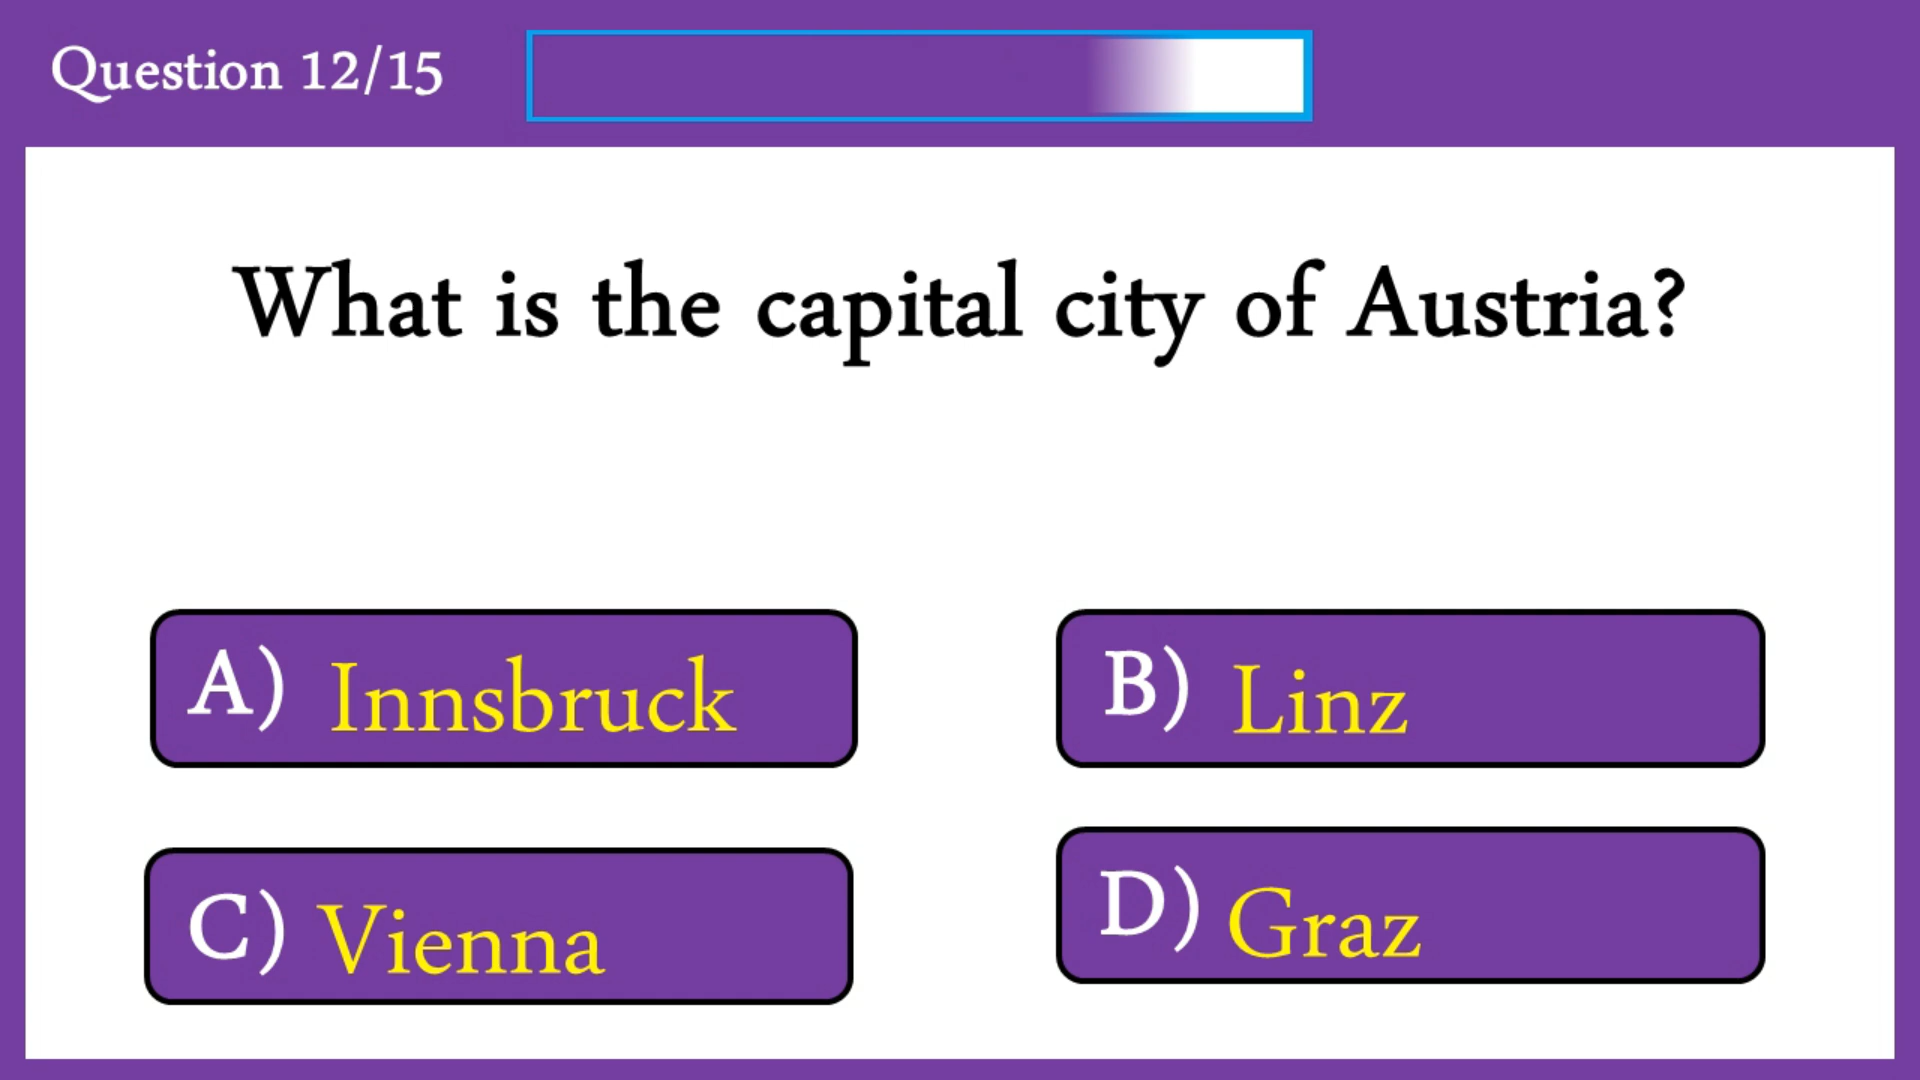 Question 12/15
What is the capital city of Austria?
A) Innsbruck
B) Linz
C) Vienna
D) Graz